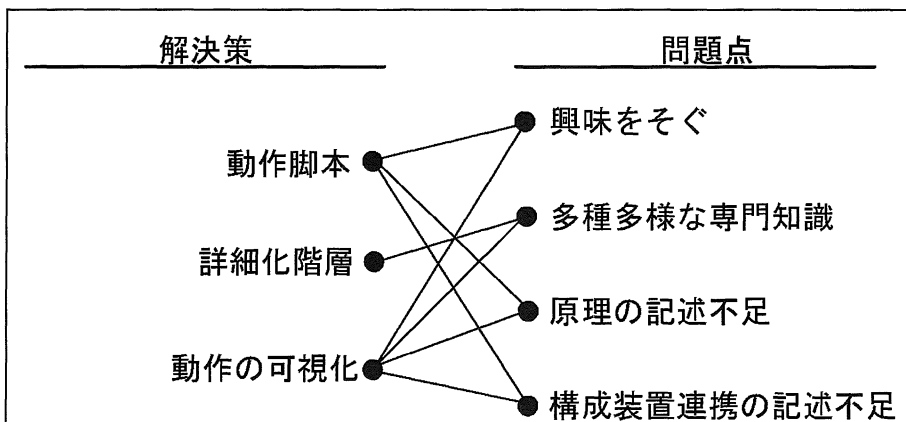 解決策
問題点
動作脚本
詳細化階層
動作の可視化
興味をそぐ
多種多様な専門知識
原理の記述不足
構成装置連携の記述不足